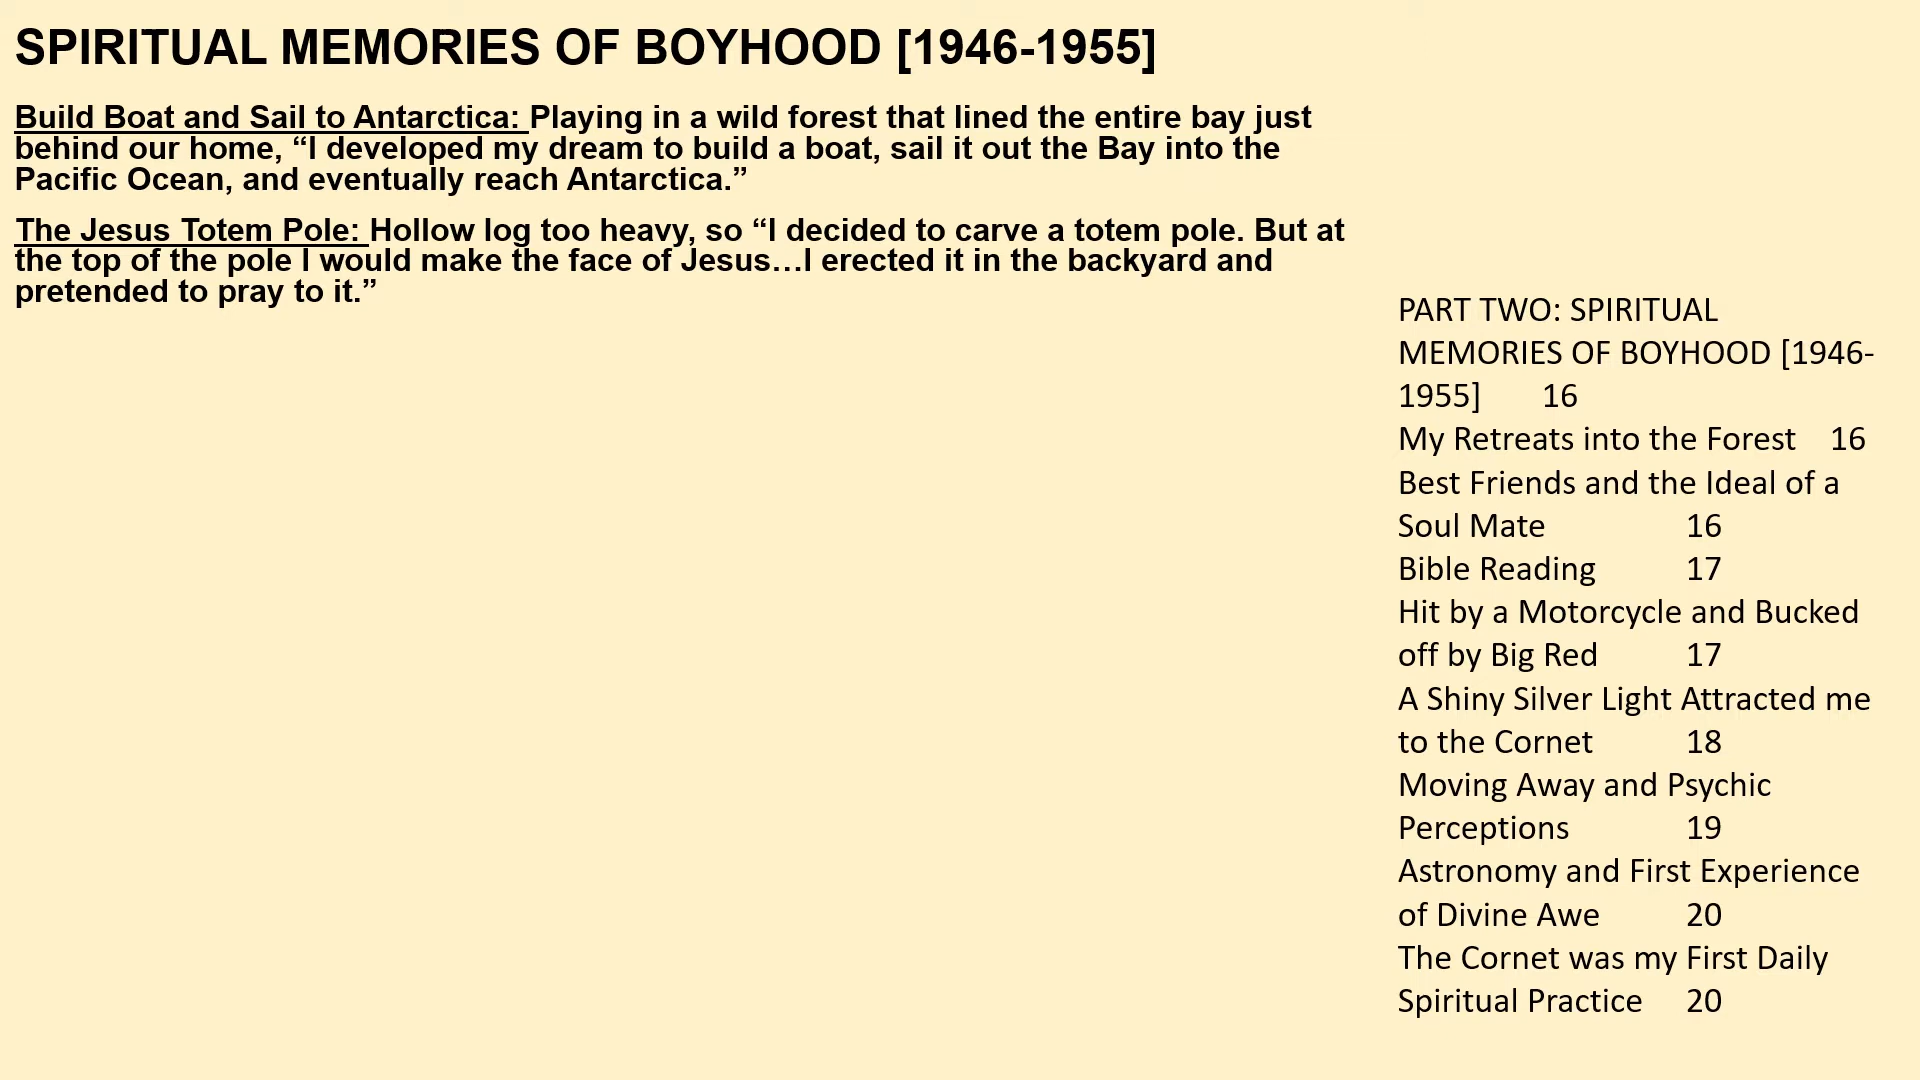 SPIRITUAL MEMORIES OF BOYHOOD [1946-1955]
Build Boat and Sail to Antarctica: Playing in a wild forest that lined the entire bay just
behind our home, “I developed my dream to build a boat, sail it out the Bay into the
Pacific Ocean, and eventually reach Antarctica.”
The Jesus Totem Pole: Hollow log too heavy, so “I decided to carve a totem pole. But at
the top of the pole I would make the face of Jesus…I erected it in the backyard and
pretended to pray to it.”
PART TWO: SPIRITUAL
MEMORIES OF BOYHOOD [1946-
1955] 16
My Retreats into the Forest 16
Best Friends and the Ideal of a
Soul Mate 16
Bible Reading 17
Hit by a Motorcycle and Bucked
off by Big Red 17
A Shiny Silver Light Attracted me
to the Cornet 18
Moving Away and Psychic
Perceptions 19
Astronomy and First Experience
of Divine Awe 20
The Cornet was my First Daily
Spiritual Practice 20